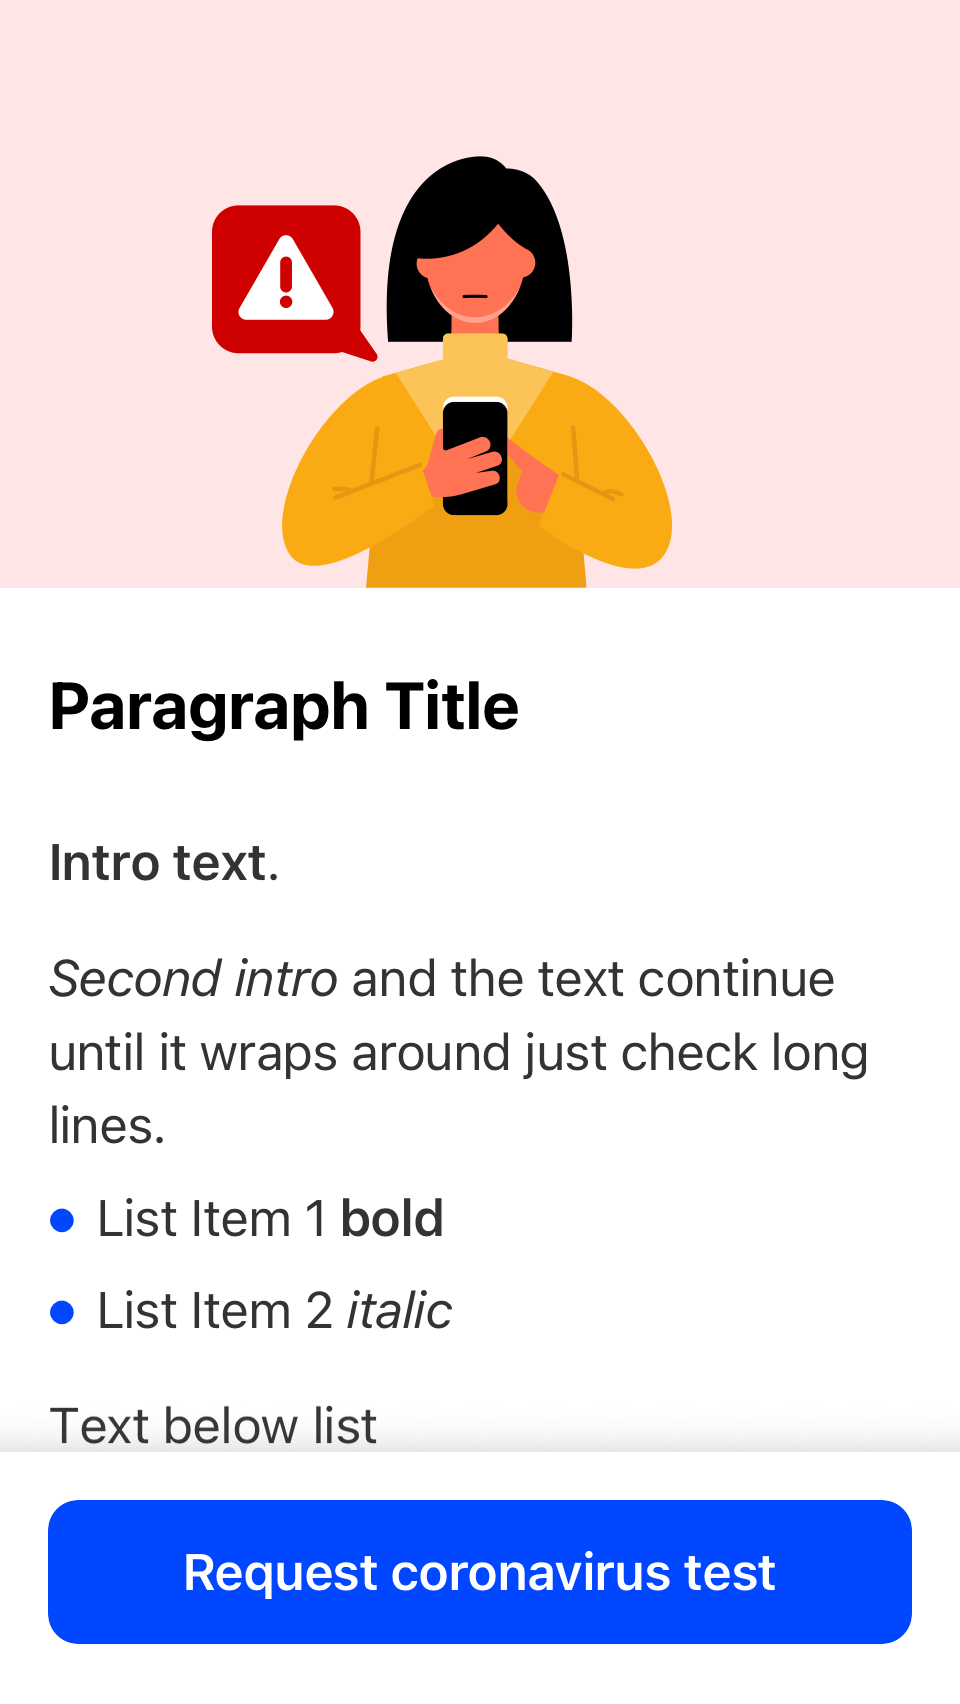 Paragraph Title
Intro text.
Second intro and the text continue
until it wraps around just check long
lines.
List Item 1 bold
List Item 2 italic
Text below list
Request coronavirus test